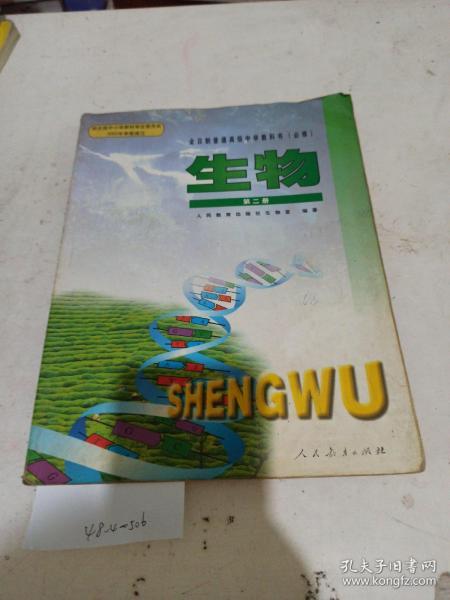 全日制普通高级中学教科书（必修）
生物
第二册
人民教育出版社生物室 编著
SHENGWU
人民教育出版社
孔夫子旧书网
www.kongfz.com